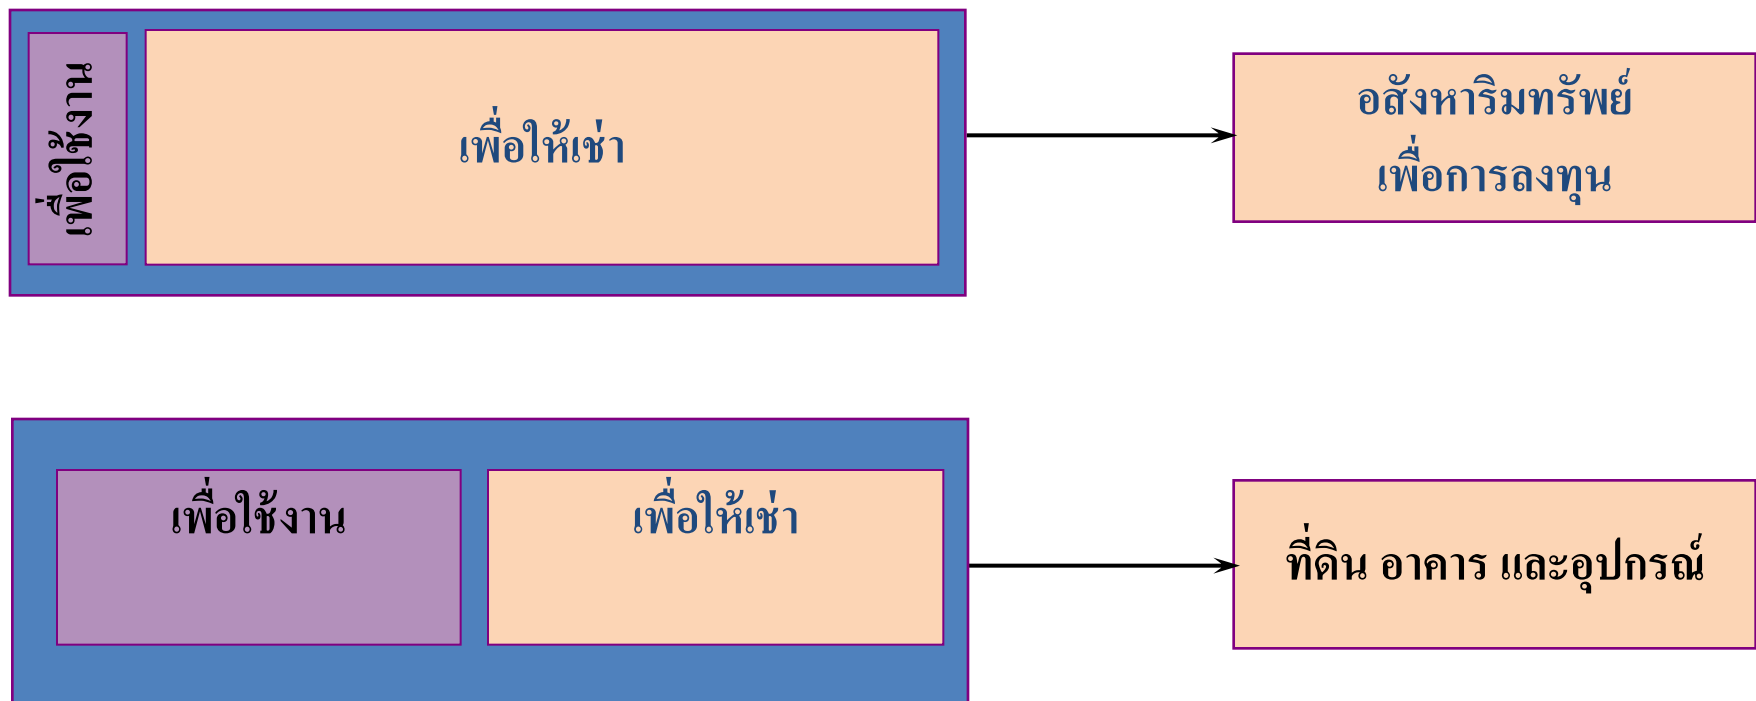 เพื่อใช้งาน
เพื่อให้เช่า
อสังหาริมทรัพย์
เพื่อการลงทุน
เพื่อใช้งาน
เพื่อให้เช่า
ที่ดิน อาคาร และอุปกรณ์